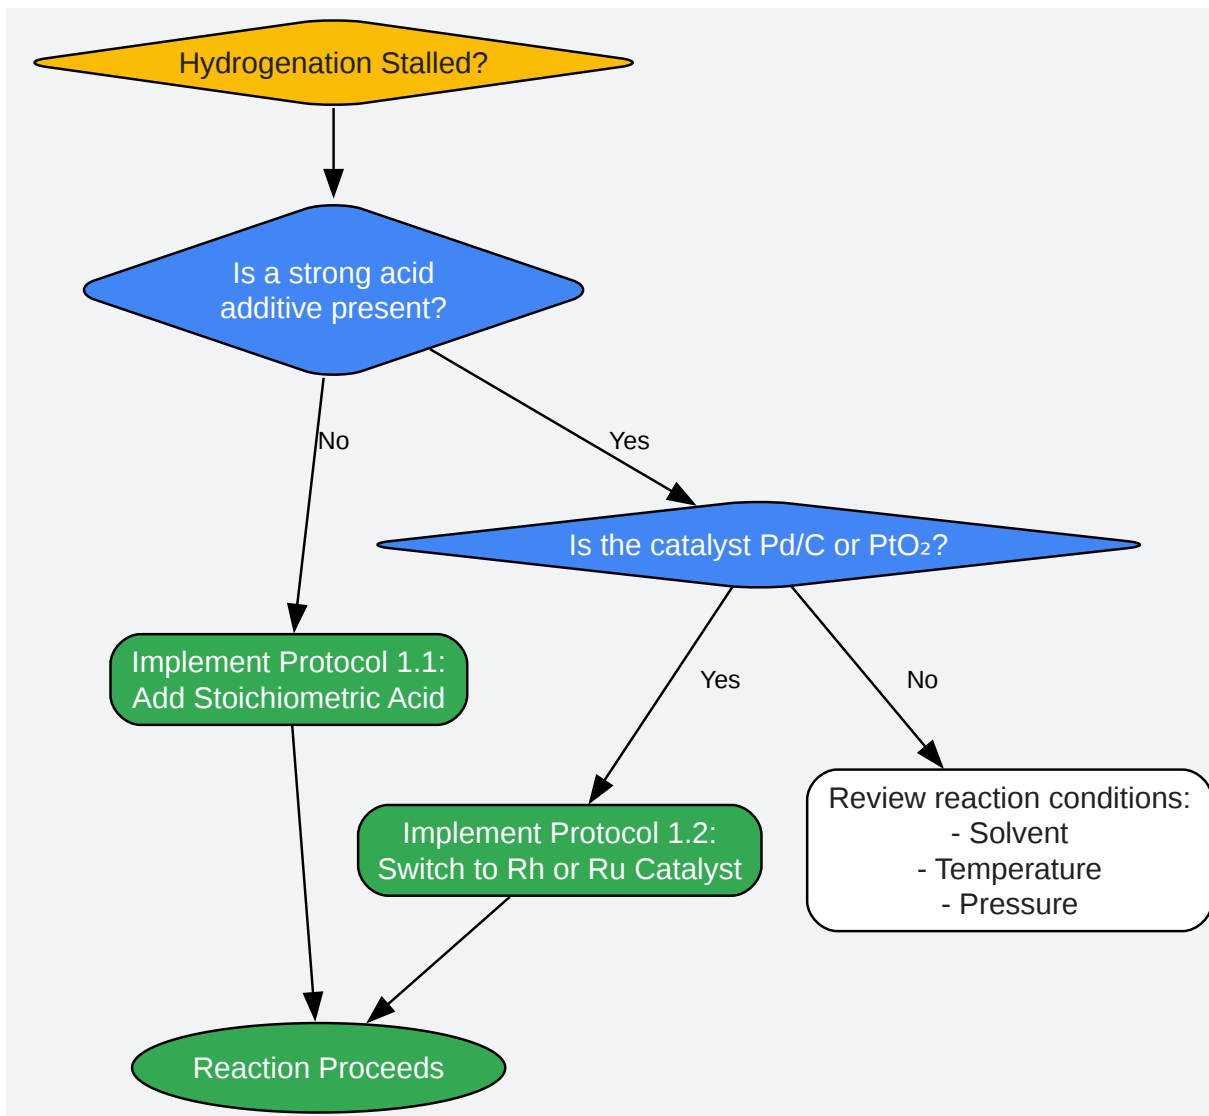 Hydrogenation Stalled?
Is a strong acid
additive present?
No
Yes
Is the catalyst Pd/C or PtO₂?
Implement Protocol 1.1:
Add Stoichiometric Acid
Yes
No
Implement Protocol 1.2:
Switch to Rh or Ru Catalyst
Review reaction conditions:
- Solvent
- Temperature
- Pressure
Reaction Proceeds